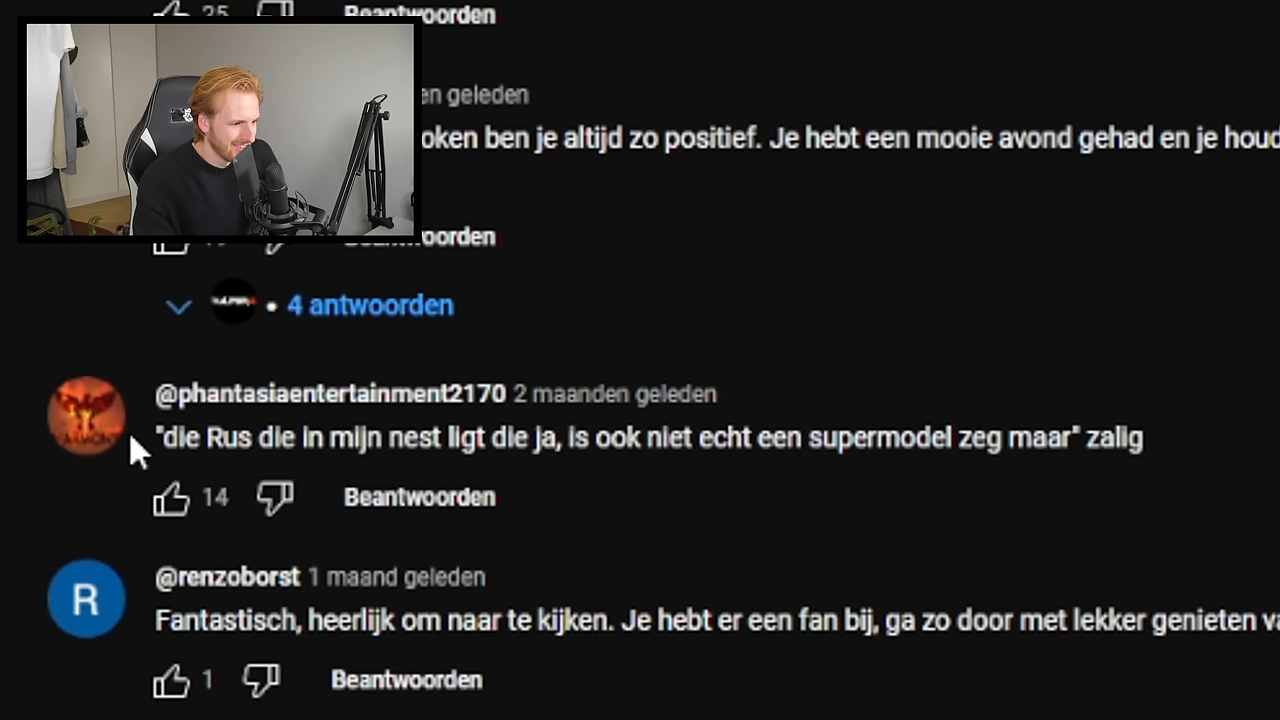 25 Beantwoorden
en geleden
oken ben je altijd zo positief. Je hebt een mooie avond gehad en je houd
Beantwoorden
4 antwoorden
@phantasiaentertainment2170 2 maanden geleden
"die Rus die in mijn nest ligt die ja, is ook niet echt een supermodel zeg maar" zalig
14 Beantwoorden
R
@renzoborst 1 maand geleden
Fantastisch, heerlijk om naar te kijken. Je hebt er een fan bij, ga zo door met lekker genieten va
1 Beantwoorden